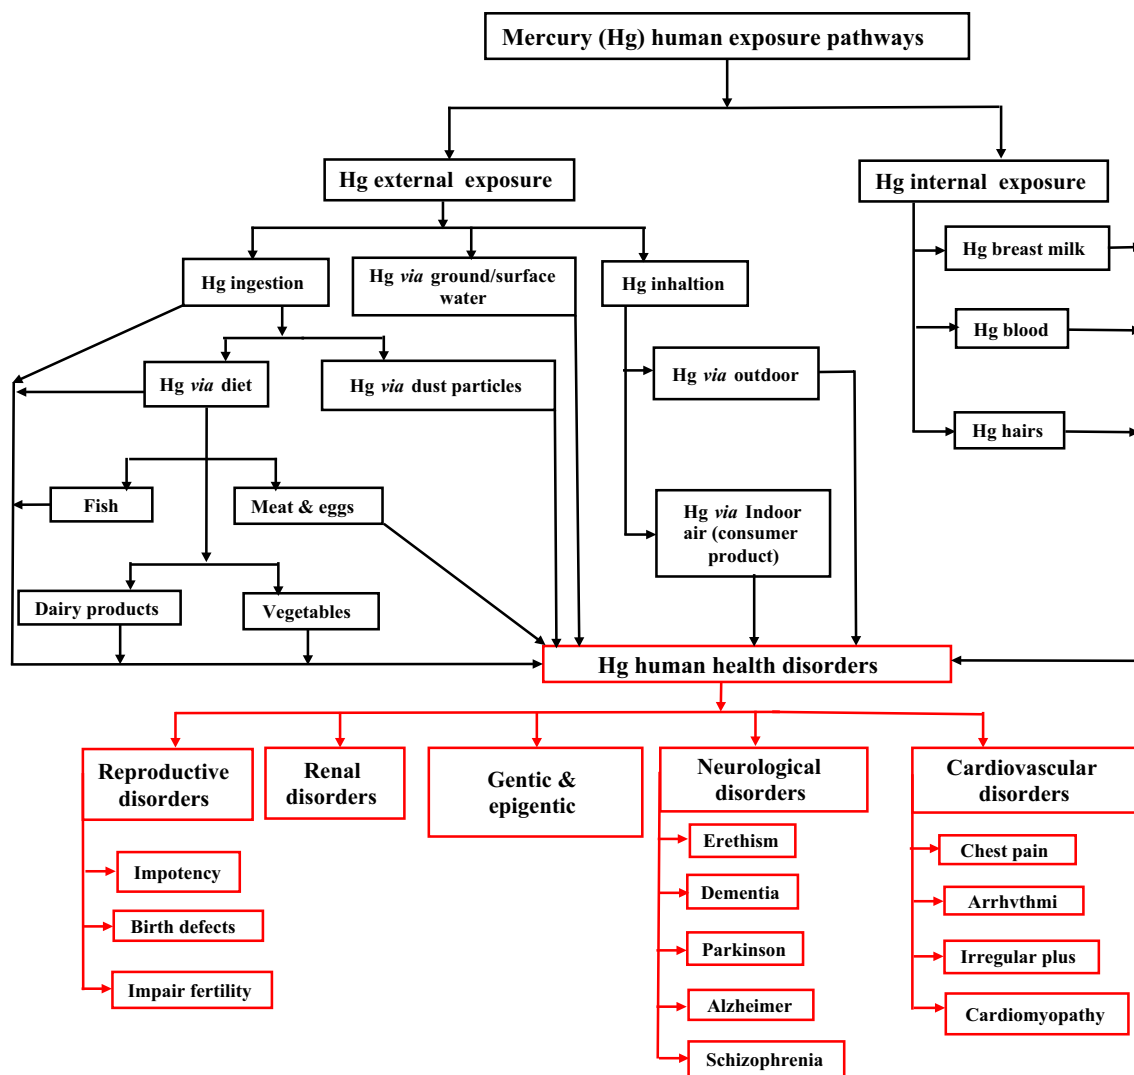 Mercury (Hg) human exposure pathways
Hg external exposure
Hg internal exposure
Hg ingestion
Hg via ground/surface
water
Hg inhaltion
Hg breast milk
Hg blood
Hg via diet
Hg via dust particles
Hg via outdoor
Hg hairs
Fish
Meat & eggs
Hg via Indoor
air (consumer
product)
Dairy products
Vegetables
Hg human health disorders
Reproductive
disorders
Renal
disorders
Gentic &
epigentic
Neurological
disorders
Cardiovascular
disorders
Impotency
Birth defects
Impair fertility
Erethism
Dementia
Parkinson
Alzheimer
Schizophrenia
Chest pain
Arrhvthmi
Irregular plus
Cardiomyopathy